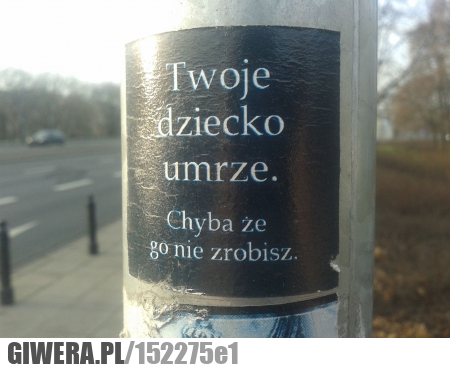 Twoje
dziecko
umrze.
Chyba że
go nie zrobisz.
GIWERA.PL/152275e1